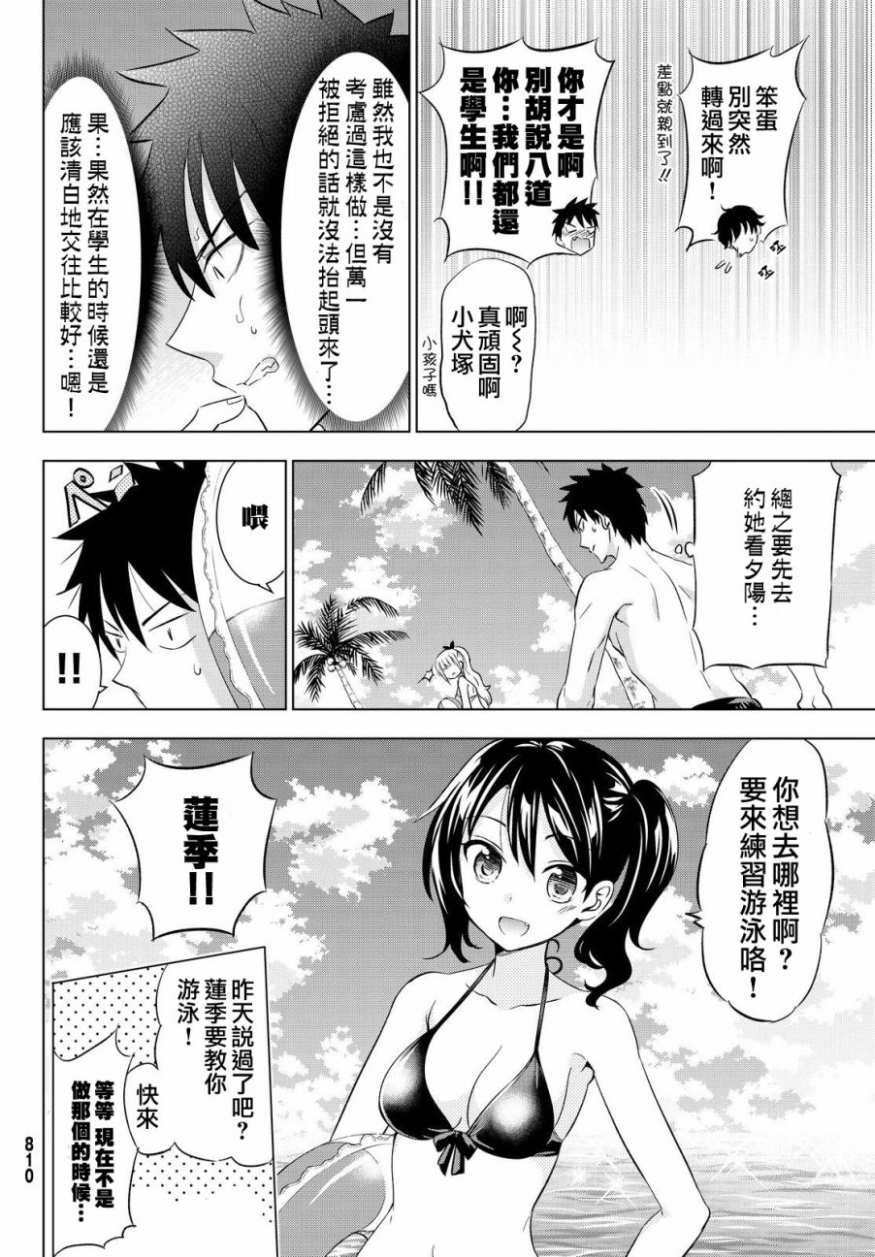 笨蛋
別突然
轉過來啊！
差點就親到了!!
你才是啊
別胡說八道
你…我們都還
是學生啊!!
啊～？
真頑固啊
小犬塚
小孩子嗎
雖然我也不是沒有
考慮過這樣做…但萬一
被拒絕的話就沒法抬起頭來了…
果…果然在學生的時候還是
應該清白地交往比較好…嗯！
總之要先去
約她看夕陽…
喂
!!
你想去哪裡啊？
要來練習游泳咯！
蓮季!!
昨天説過了吧？
蓮季要教你
游泳！
快來
等等 現在不是
做那個的時候…
810